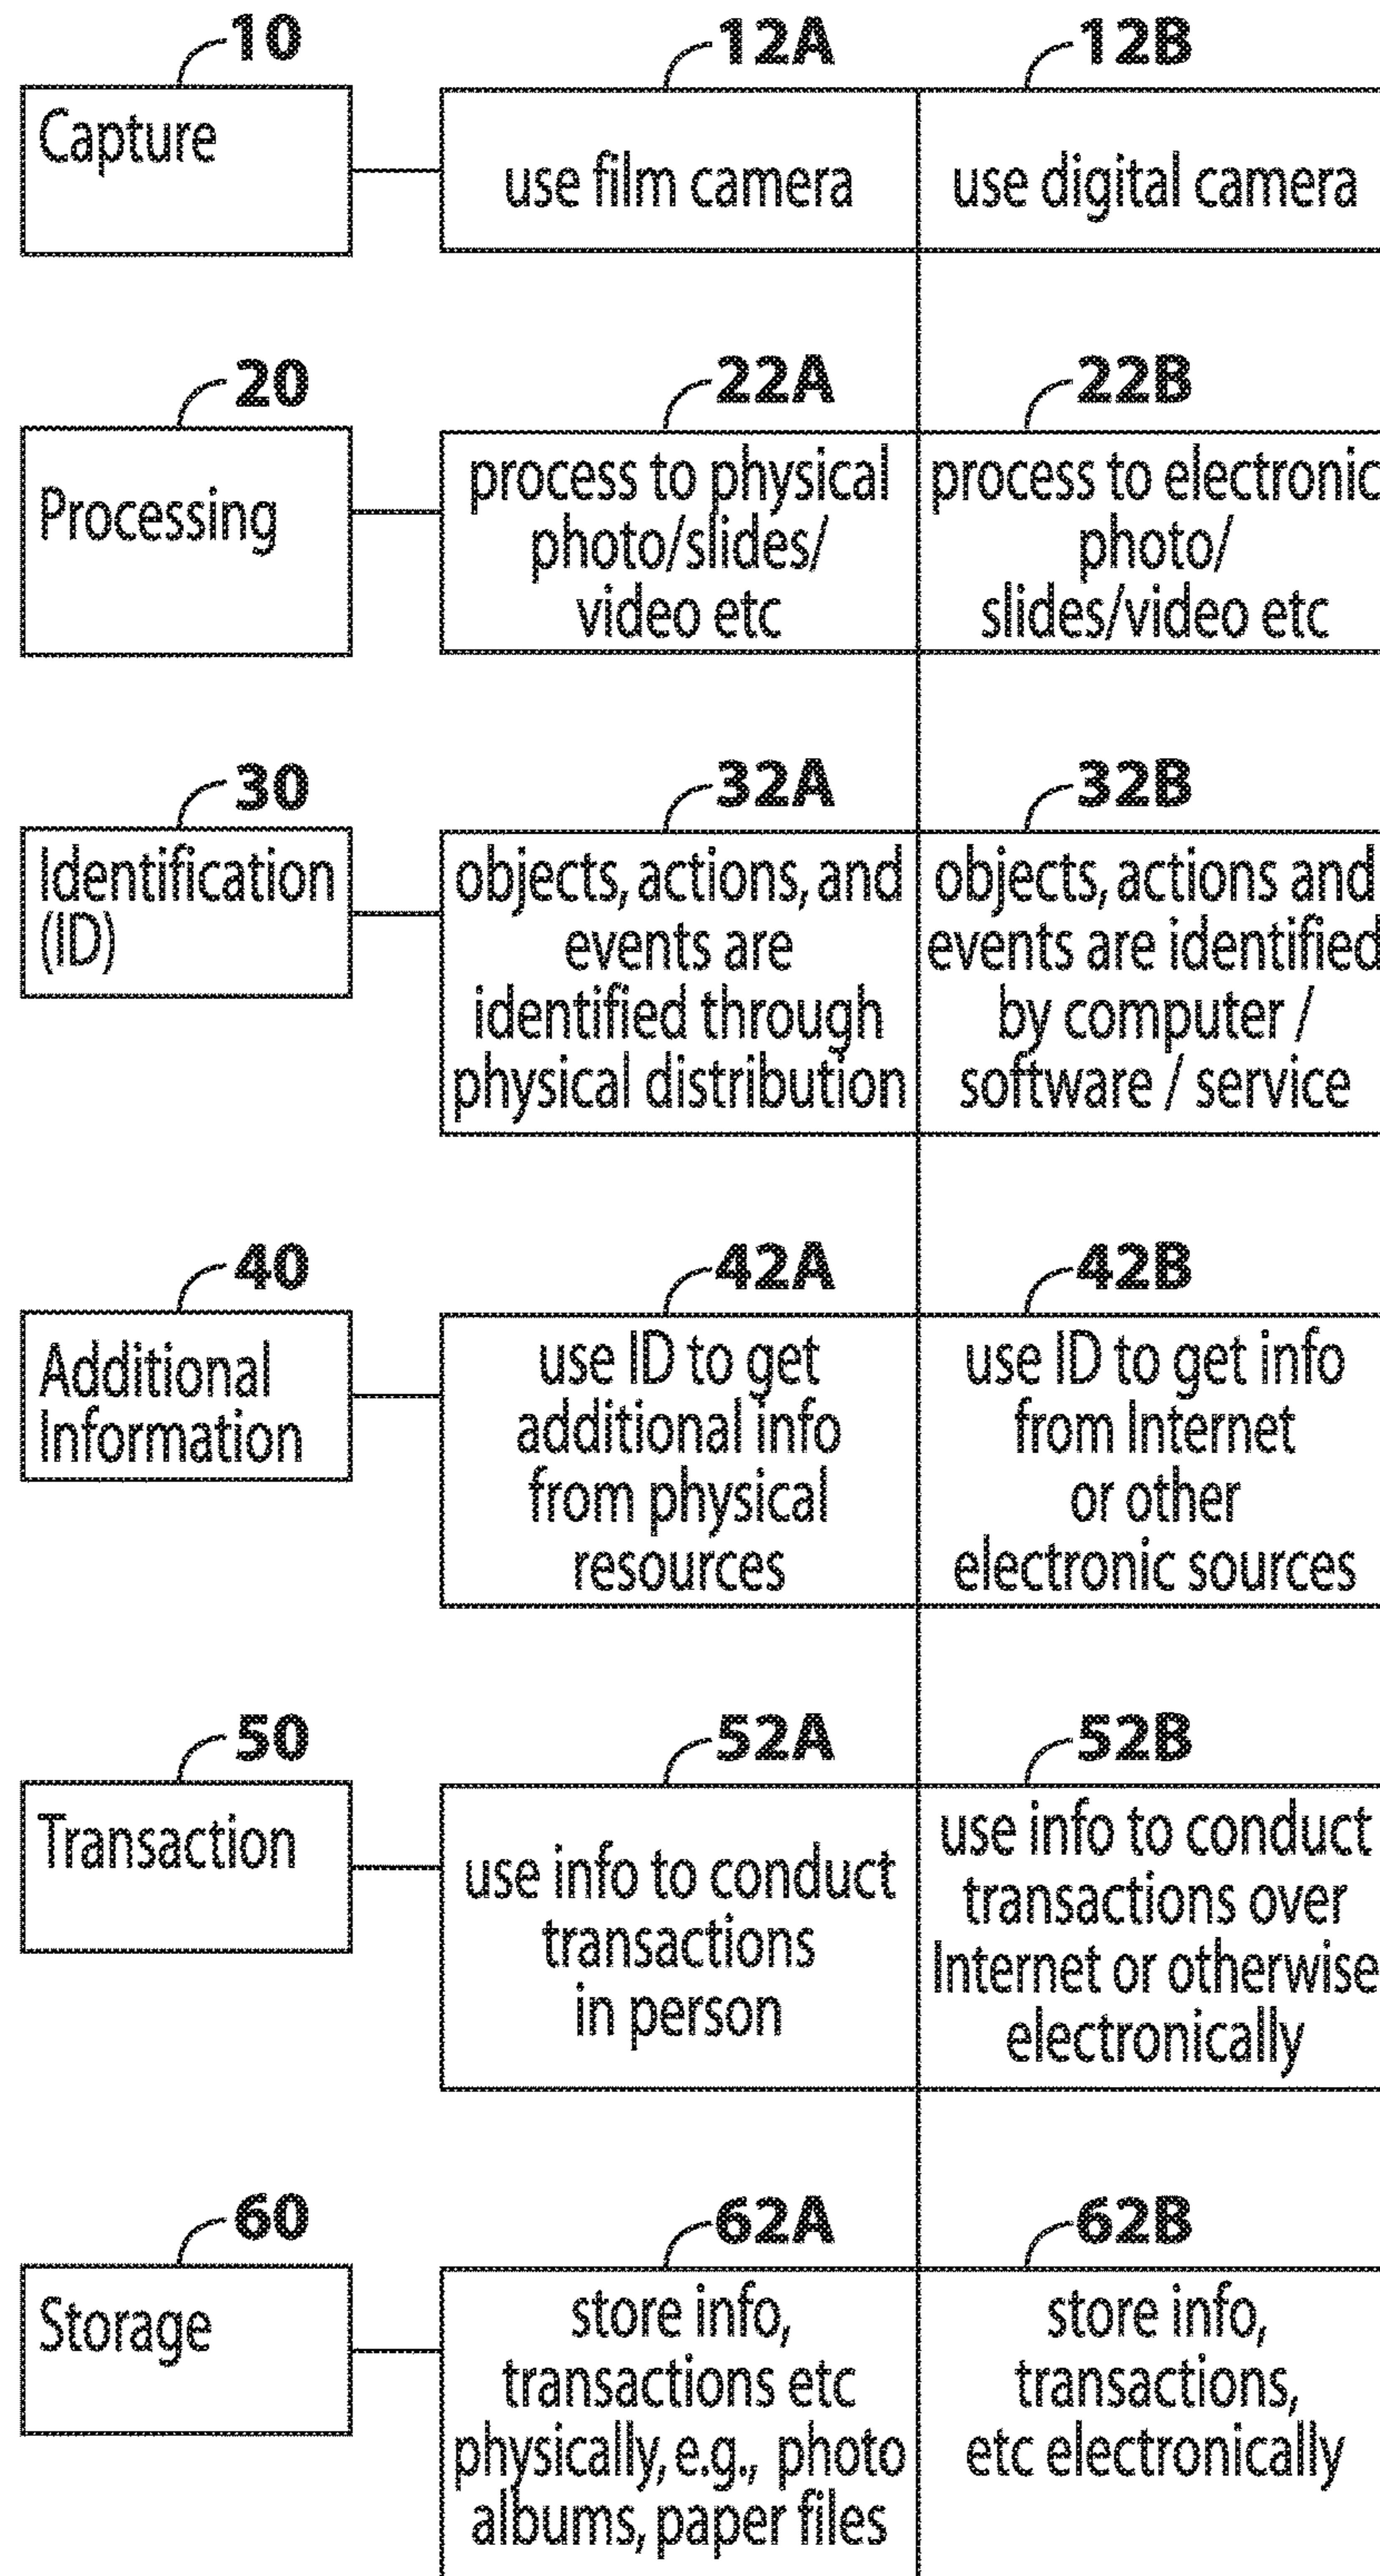 10
12A
12B
Capture
use film camera
use digital camera
20
22A
22B
Processing
process to physical
photo/slides/
video etc
process to electronic
photo/
slides/video etc
30
32A
32B
Identification
(ID)
objects, actions, and
events are
identified through
physical distribution
objects, actions and
events are identified
by computer /
software / service
40
42A
42B
Additional
Information
use ID to get
additional info
from physical
resources
use ID to get info
from Internet
or other
electronic sources
50
52A
52B
Transaction
use info to conduct
transactions
in person
use info to conduct
transactions over
Internet or otherwise
electronically
60
62A
62B
Storage
store info,
transactions etc
physically, e.g., photo
albums, paper files
store info,
transactions,
etc electronically